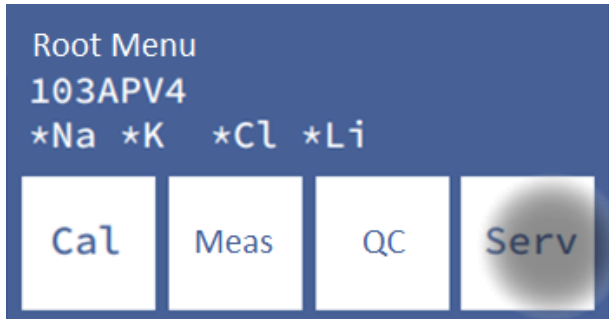 Root Menu
103APV4
*Na *K *Cl *Li
Cal Meas QC Serv